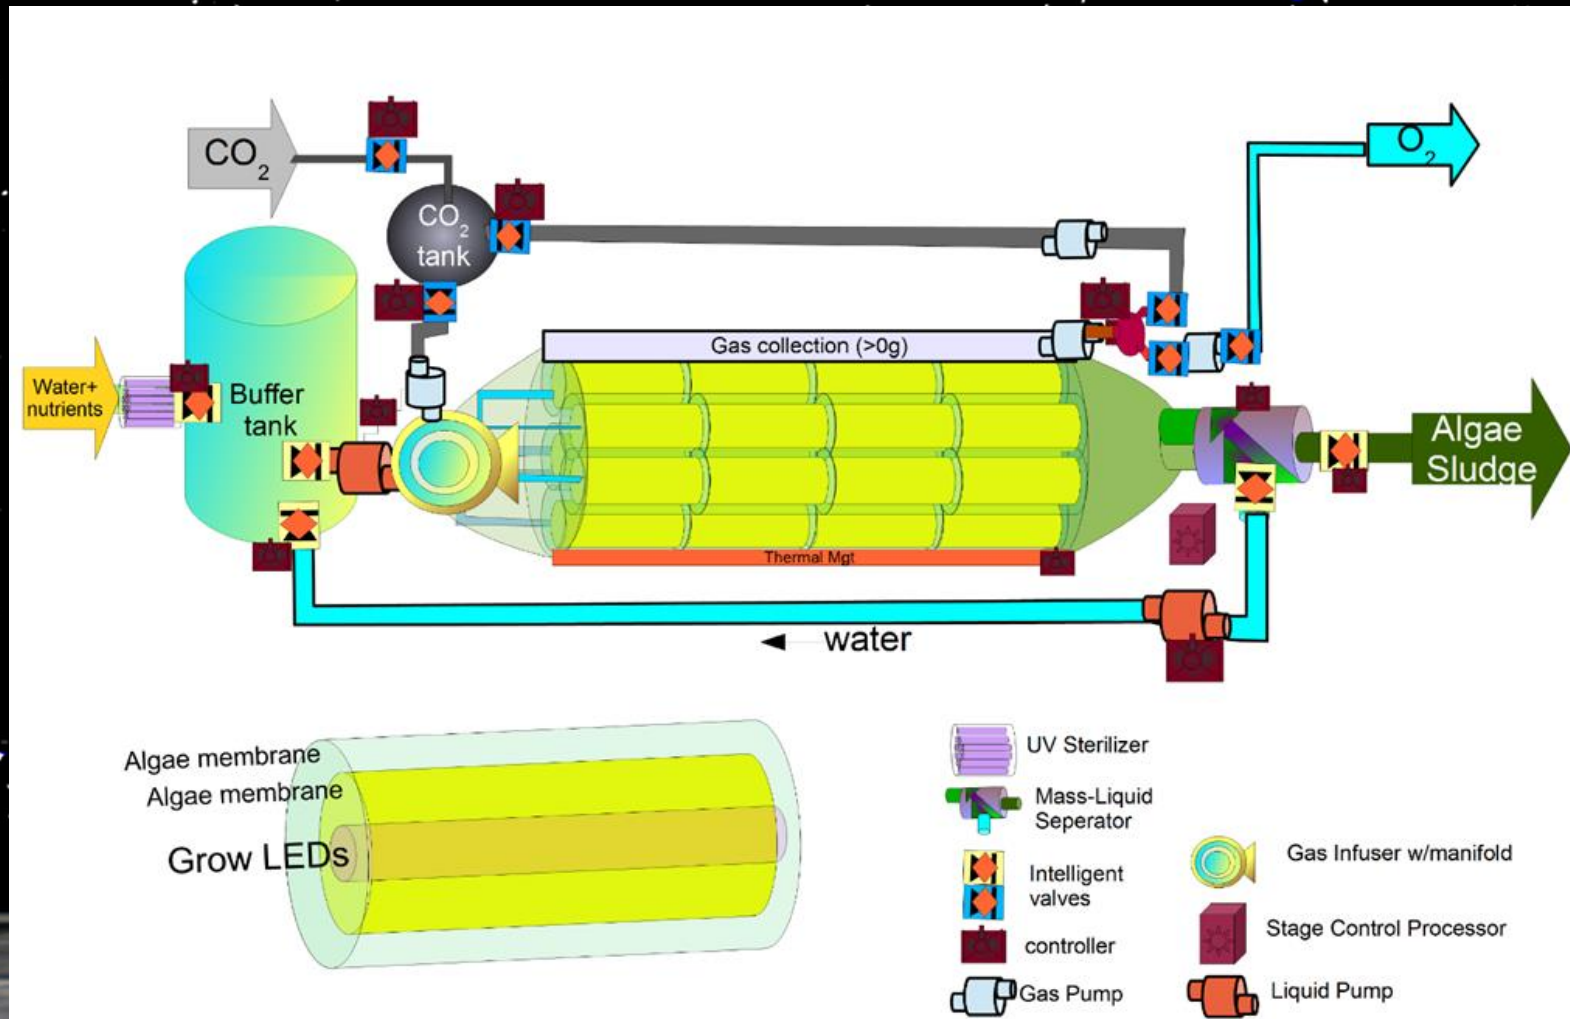 CO2
O2
CO2
tank
Gas collection (>0g)
Water+
nutrients
Buffer
tank
Algae
Sludge
Thermal Mgt
water
Algae membrane
Algae membrane
Grow LEDs
UV Sterilizer
Mass-Liquid
Seperator
Intelligent
valves
controller
Gas Pump
Gas Infuser w/manifold
Stage Control Processor
Liquid Pump